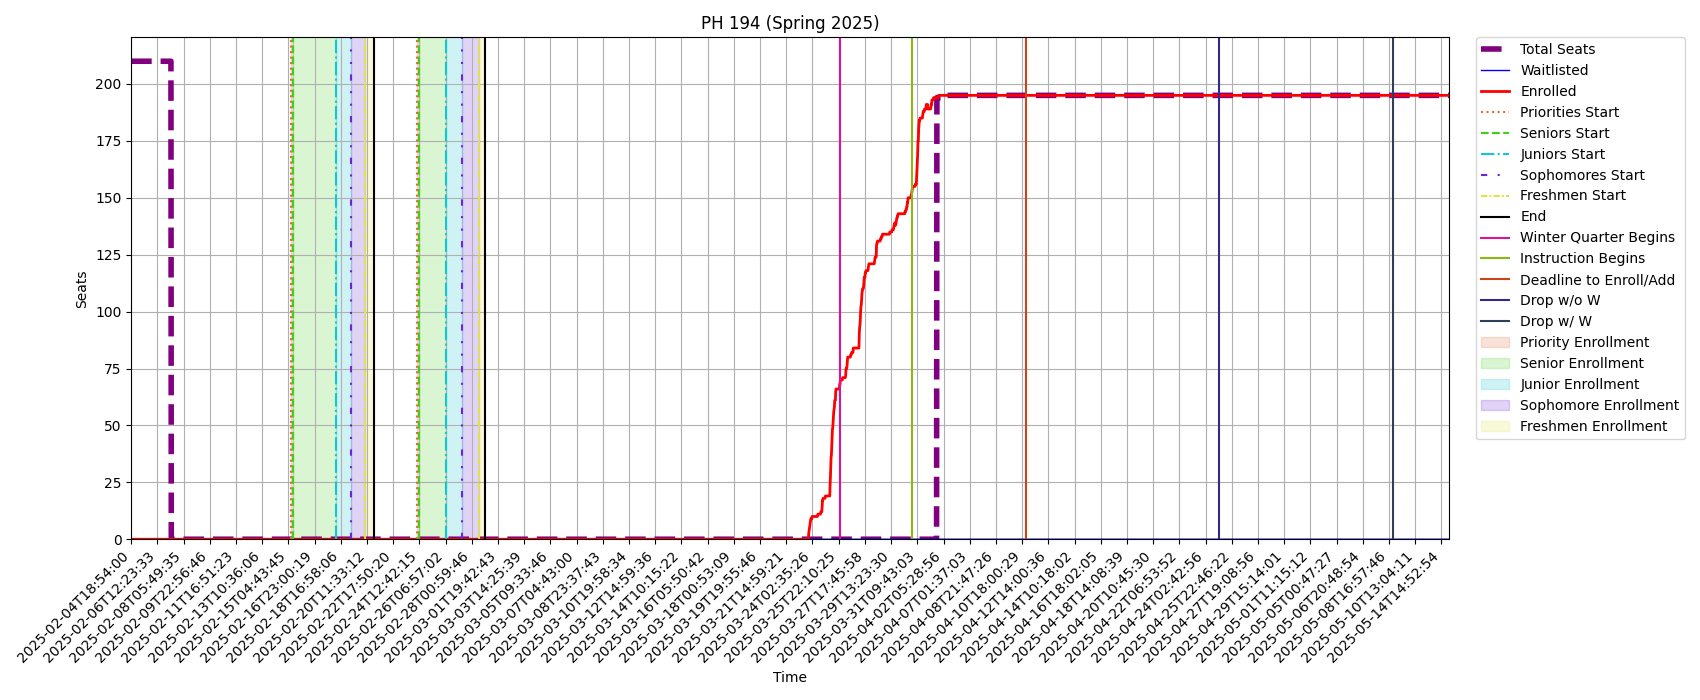 PH 194 (Spring 2025)
Seats
200
175
150
125
100
75
50
25
0
2025-02-04T18:54:00
2025-02-06T12:23:33
2025-02-08T05:49:35
2025-02-09T22:56:46
2025-02-11T16:51:23
2025-02-13T10:36:06
2025-02-15T04:43:45
2025-02-16T23:00:19
2025-02-18T16:58:06
2025-02-20T11:33:12
2025-02-22T17:50:20
2025-02-24T12:42:15
2025-02-26T06:57:02
2025-02-28T00:59:46
2025-03-01T19:42:43
2025-03-03T14:25:39
2025-03-05T09:33:46
2025-03-07T04:43:00
2025-03-08T23:37:43
2025-03-10T19:58:34
2025-03-12T14:59:36
2025-03-14T10:15:22
2025-03-16T05:50:42
2025-03-18T00:53:09
2025-03-19T19:55:46
2025-03-21T14:59:21
2025-03-24T02:35:26
2025-03-25T22:10:25
2025-03-27T17:45:58
2025-03-29T13:23:30
2025-03-31T09:43:03
2025-04-02T05:28:56
2025-04-07T01:37:03
2025-04-08T21:47:26
2025-04-10T18:00:29
2025-04-12T14:00:36
2025-04-14T10:18:02
2025-04-16T18:02:05
2025-04-18T14:08:39
2025-04-20T10:45:30
2025-04-22T06:53:52
2025-04-24T02:42:56
2025-04-25T22:46:22
2025-04-27T19:08:56
2025-04-29T15:14:01
2025-05-01T11:15:12
2025-05-05T00:47:27
2025-05-06T20:48:54
2025-05-08T16:57:46
2025-05-10T13:04:11
2025-05-14T14:52:54
Time
Total Seats
Waitlisted
Enrolled
Priorities Start
Seniors Start
Juniors Start
Sophomores Start
Freshmen Start
End
Winter Quarter Begins
Instruction Begins
Deadline to Enroll/Add
Drop w/o W
Drop w/ W
Priority Enrollment
Senior Enrollment
Junior Enrollment
Sophomore Enrollment
Freshmen Enrollment